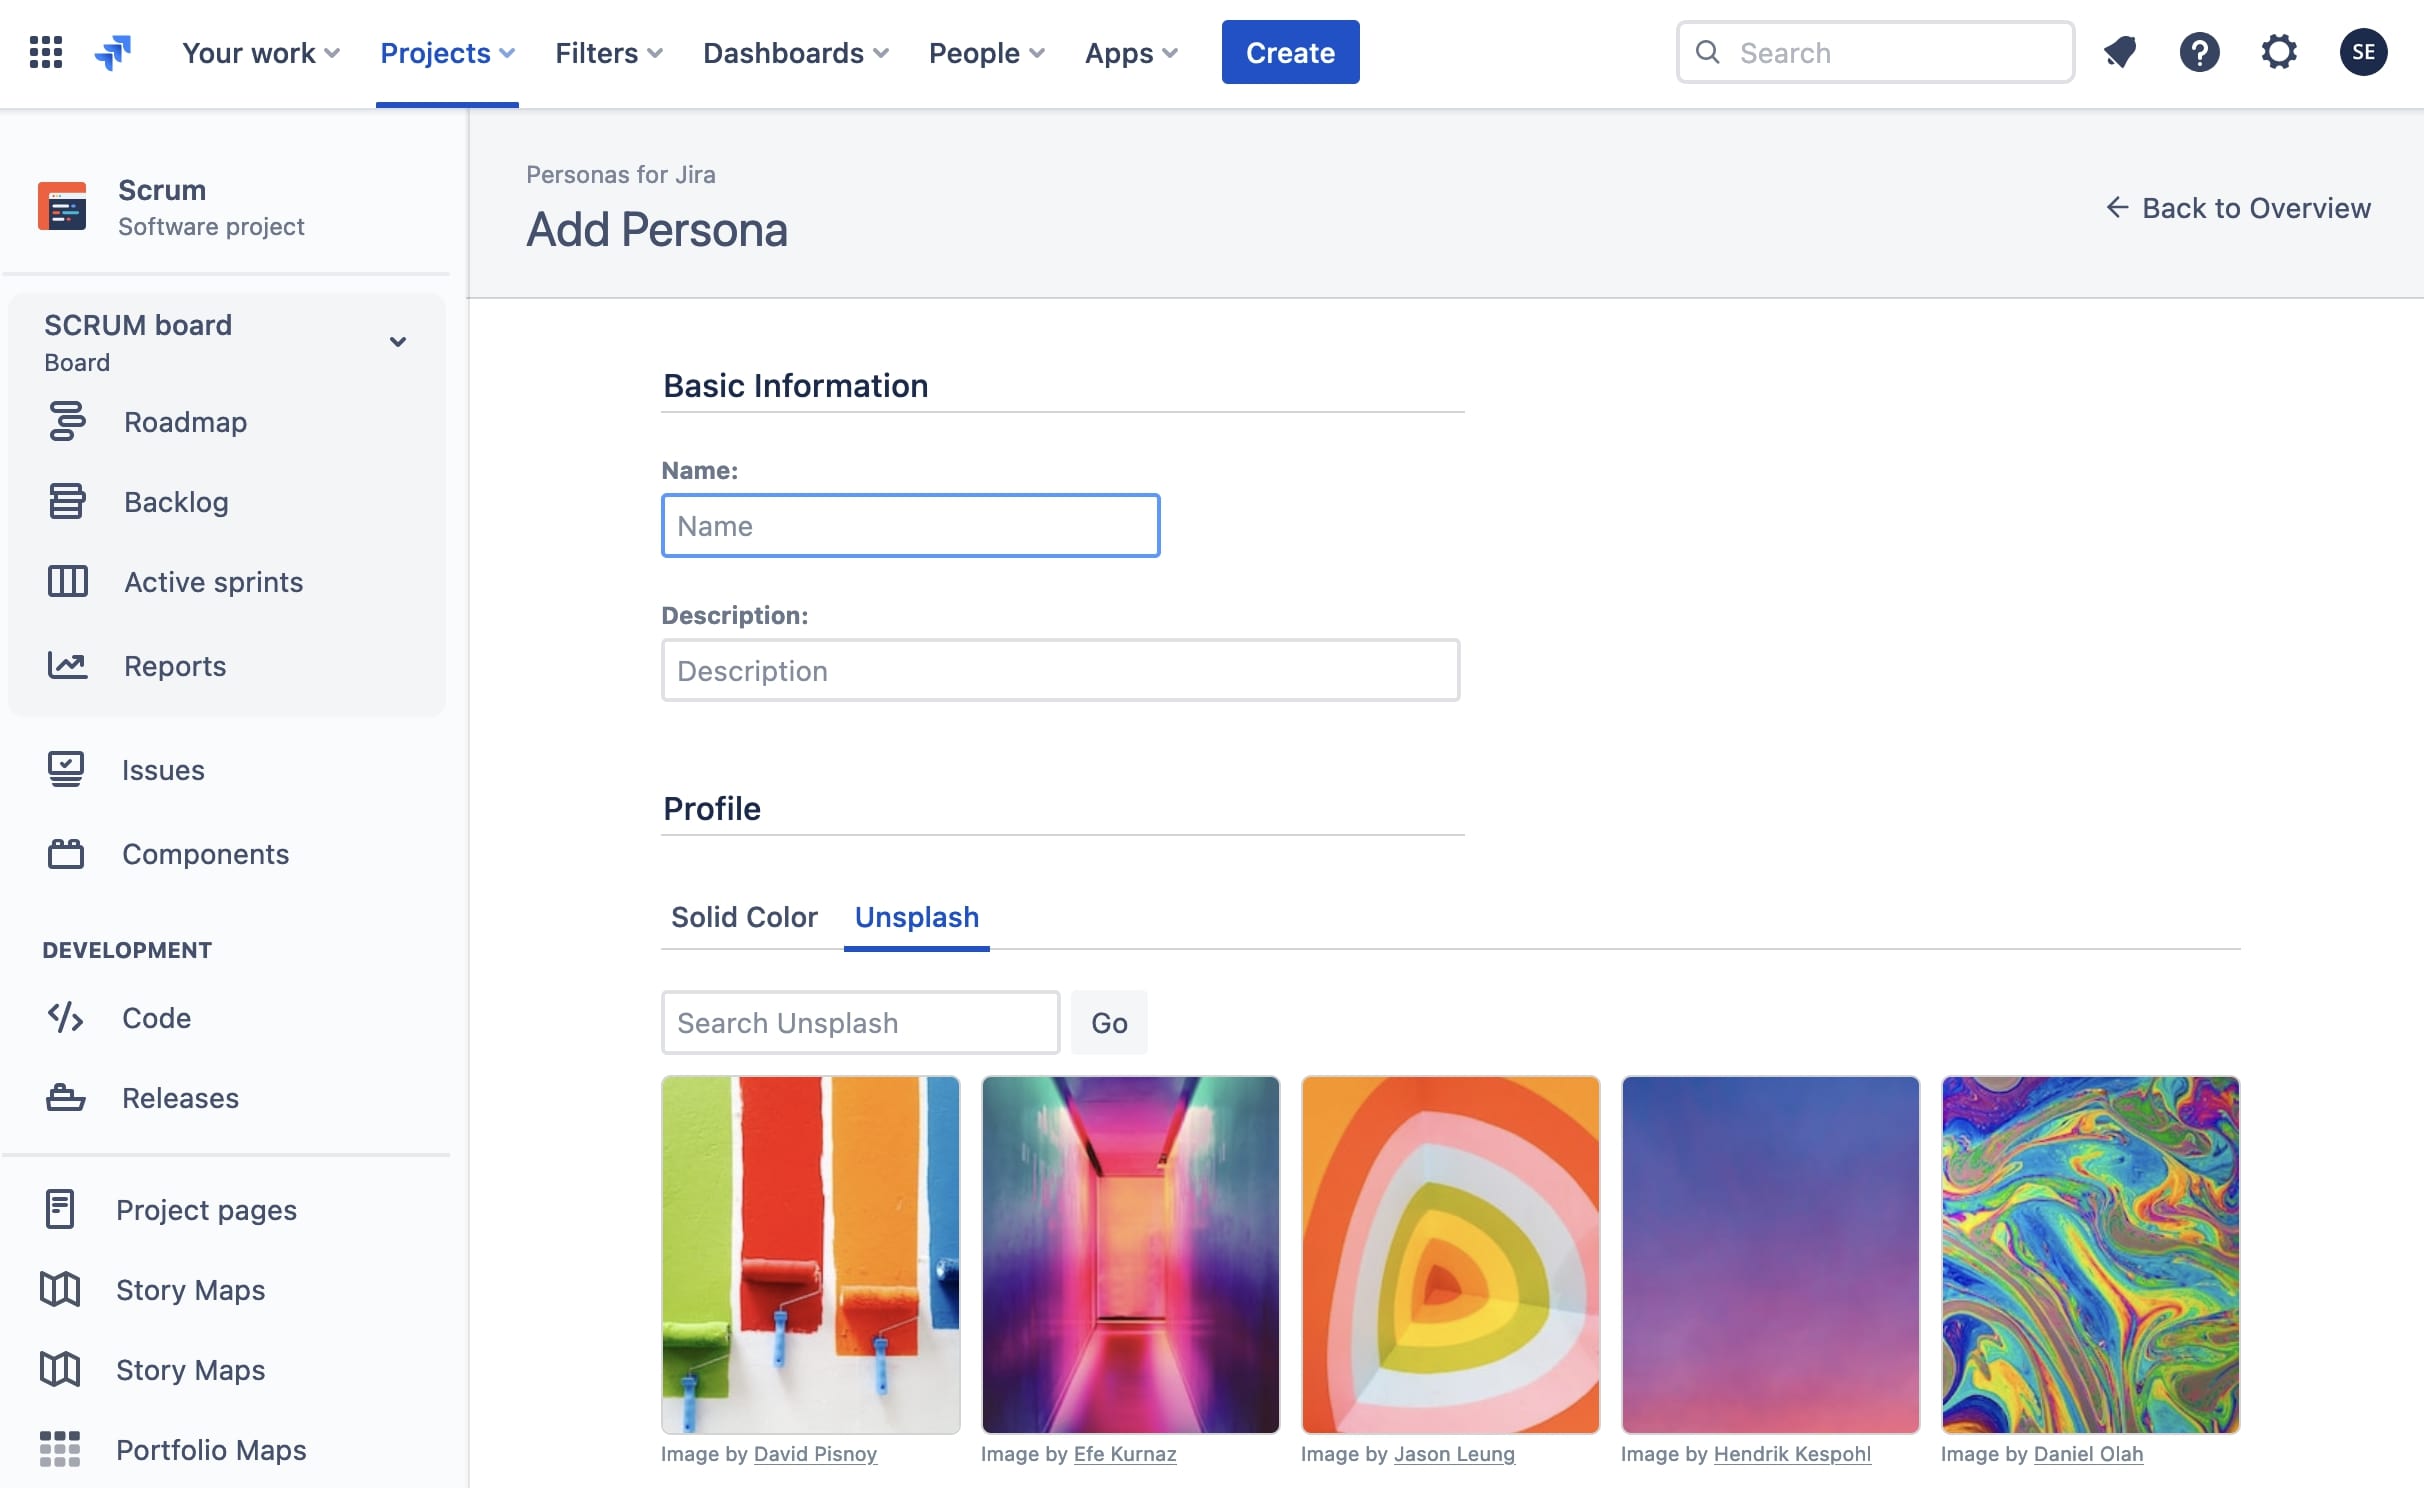 Your work
Projects
Filters
Dashboards
People
Apps
Create
Search
SE
Scrum
Software project
SCRUM board
Board
Roadmap
Backlog
Active sprints
Reports
Issues
Components
DEVELOPMENT
Code
Releases
Project pages
Story Maps
Story Maps
Portfolio Maps
Personas for Jira
Add Persona
Back to Overview
Basic Information
Name:
Name
Description:
Description
Profile
Solid Color
Unsplash
Search Unsplash
Go
Image by David Pisnoy
Image by Efe Kurnaz
Image by Jason Leung
Image by Hendrik Kespohl
Image by Daniel Olah